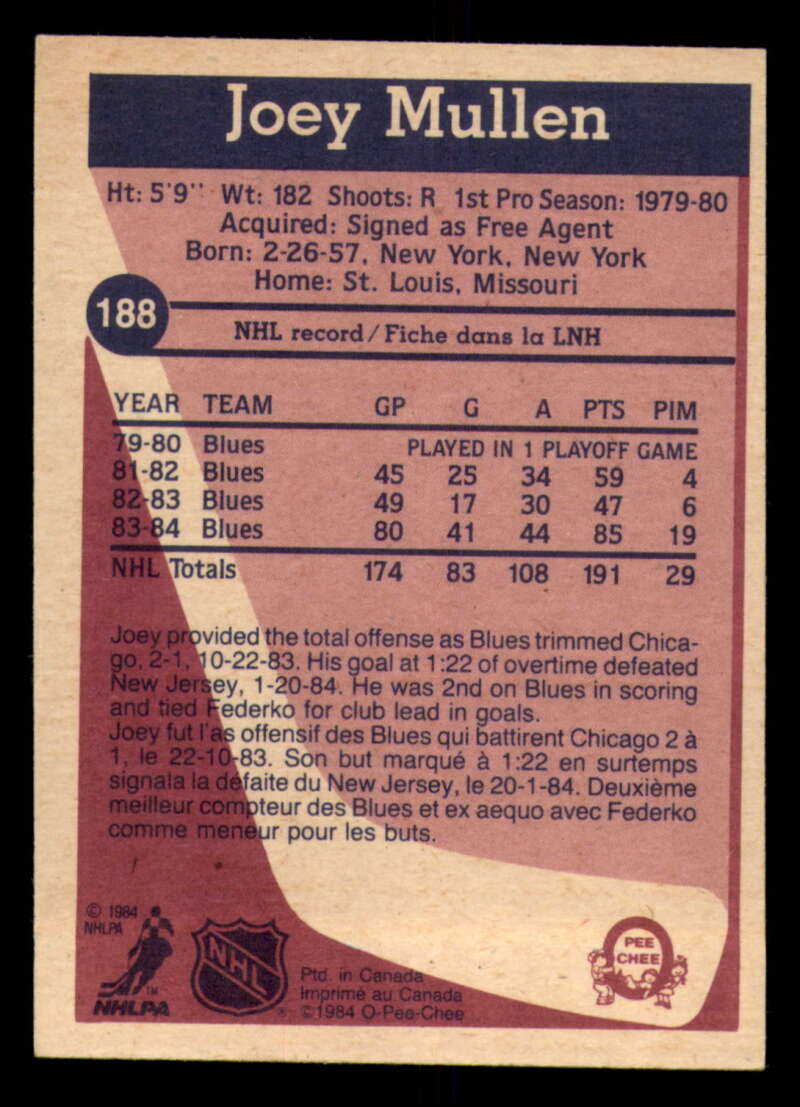 Joey Mullen
Ht: 5'9" Wt: 182 Shoots: R 1st Pro Season: 1979-80
Acquired: Signed as Free Agent
Born: 2-26-57, New York, New York
Home: St. Louis, Missouri
188
NHL record/Fiche dans la LNH
YEAR TEAM GP G A PTS PIM
79-80 Blues PLAYED IN 1 PLAYOFF GAME
81-82 Blues 45 25 34 59 4
82-83 Blues 49 17 30 47 6
83-84 Blues 80 41 44 85 19
NHL Totals 174 83 108 191 29
Joey provided the total offense as Blues trimmed Chica-
go, 2-1, 10-22-83. His goal at 1:22 of overtime defeated
New Jersey, 1-20-84. He was 2nd on Blues in scoring
and tied Federko for club lead in goals.
Joey fut l'as offensif des Blues qui battirent Chicago 2 à
1, le 22-10-83. Son but marqué à 1:22 en surtemps
signala la défaite du New Jersey, le 20-1-84. Deuxième
meilleur compteur des Blues et ex aequo avec Federko
comme meneur pour les buts.
© 1984
NHLPA
TM
NHLPA
NHL
®
Ptd. in Canada
Imprimé au Canada
©1984 O-Pee-Chee
O
PEE
CHEE